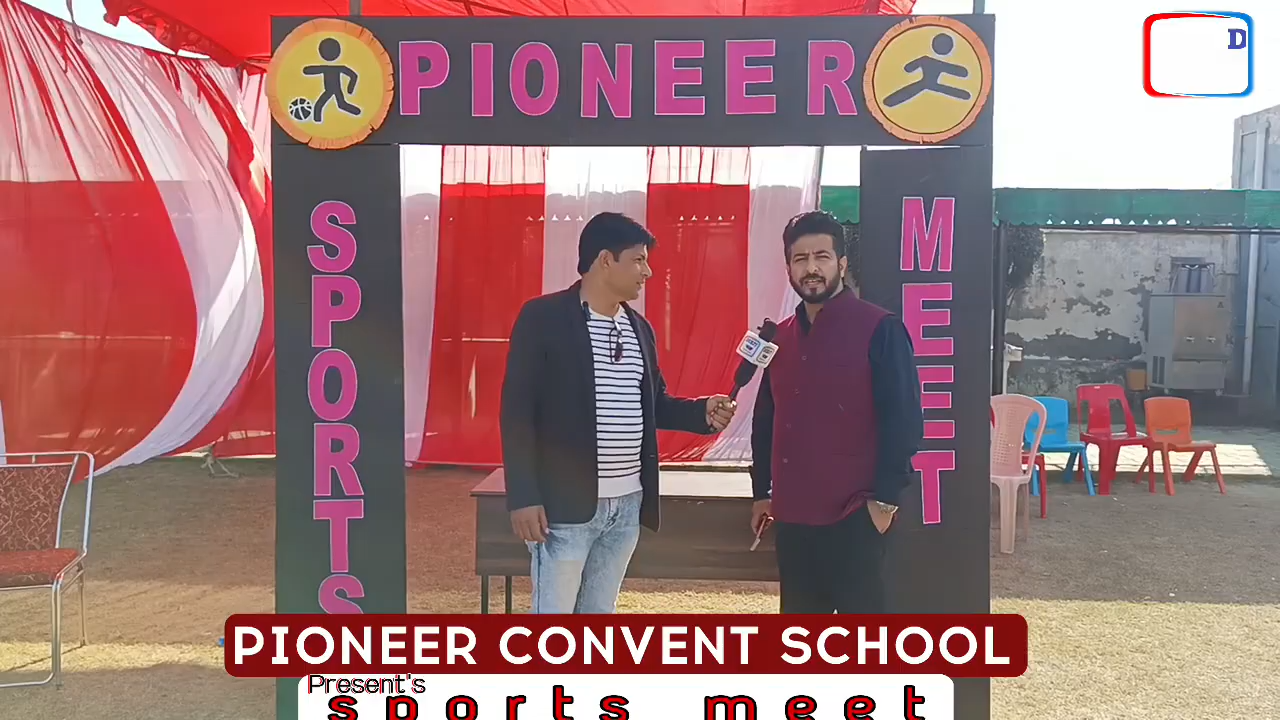 PIONEER
SPORTS
MEET
D
PIONEER CONVENT SCHOOL
Present's
sports meet